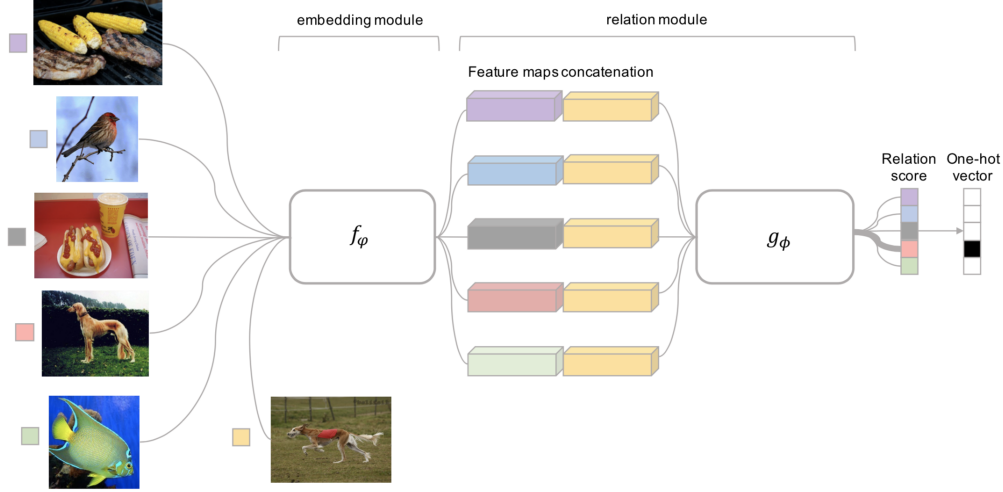 embedding module
relation module
Feature maps concatenation
Relation
score
One-hot
vector
fφ
gϕ